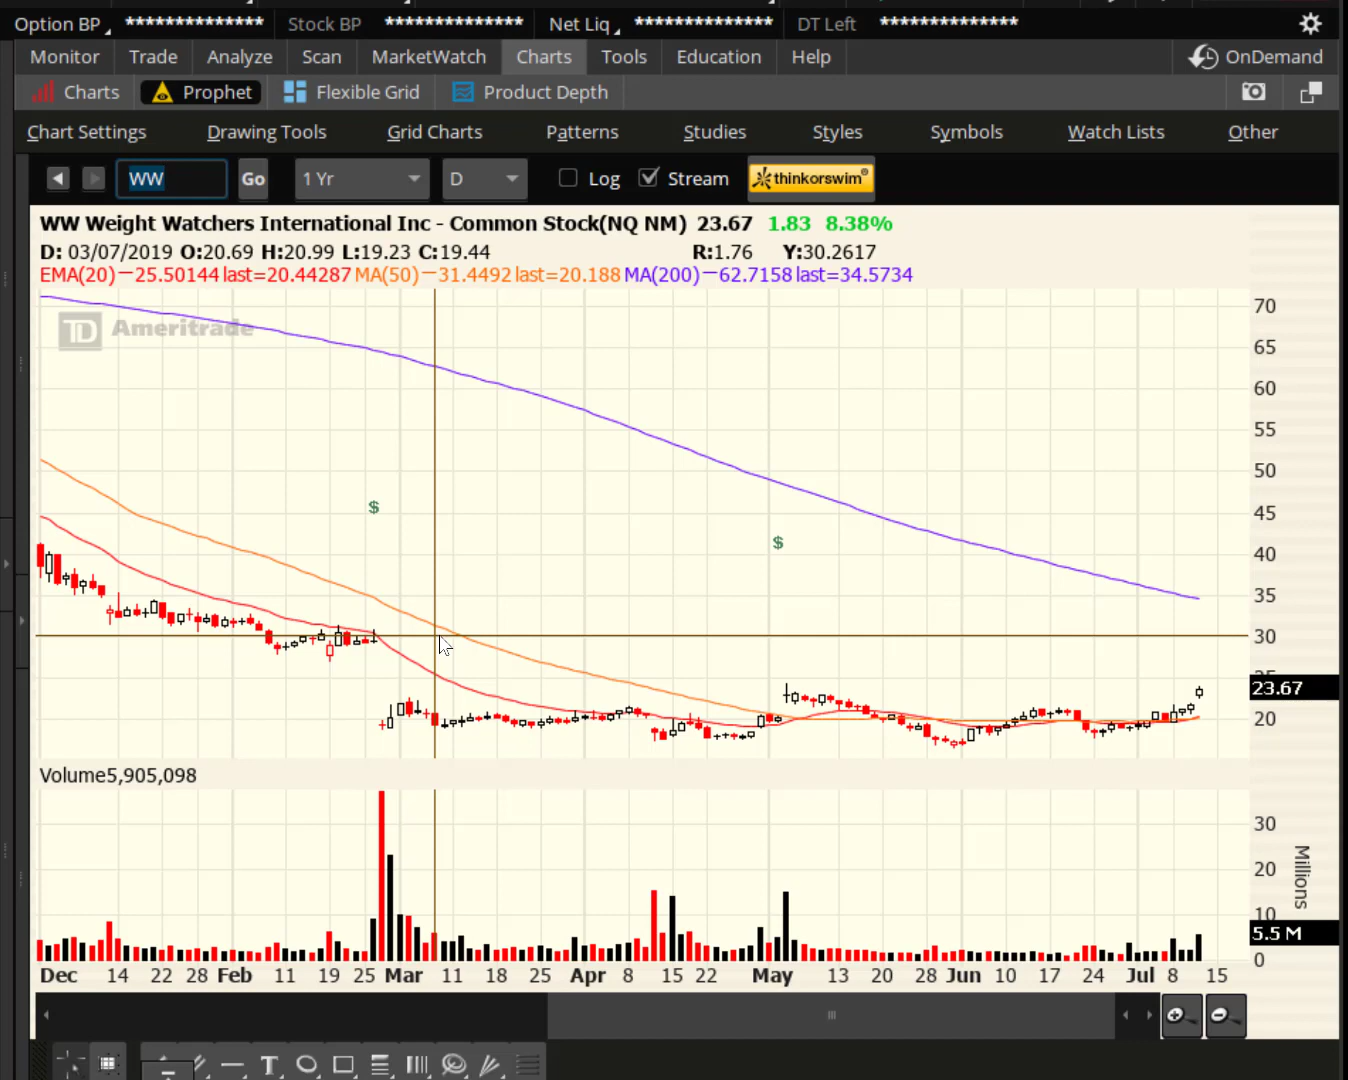 Option BP ************** Stock BP ************** Net Liq ************** DT Left **************
Monitor Trade Analyze Scan MarketWatch Charts Tools Education Help OnDemand
Charts Prophet Flexible Grid Product Depth
Chart Settings Drawing Tools Grid Charts Patterns Studies Styles Symbols Watch Lists Other
WW Go 1 Yr D Log Stream thinkorswim®
WW Weight Watchers International Inc - Common Stock(NQ NM) 23.67 1.83 8.38%
D: 03/07/2019 O:20.69 H:20.99 L:19.23 C:19.44 R:1.76 Y:30.2617
EMA(20)—25.50144 last=20.44287 MA(50)—31.4492 last=20.188 MA(200)—62.7158 last=34.5734
TD Ameritrade
70
65
60
55
50
$
45
$
40
35
30
25
23.67
20
Volume5,905,098
30
20
Millions
10
5.5 M
0
Dec 14 22 28 Feb 11 19 25 Mar 11 18 25 Apr 8 15 22 May 13 20 28 Jun 10 17 24 Jul 8 15
T